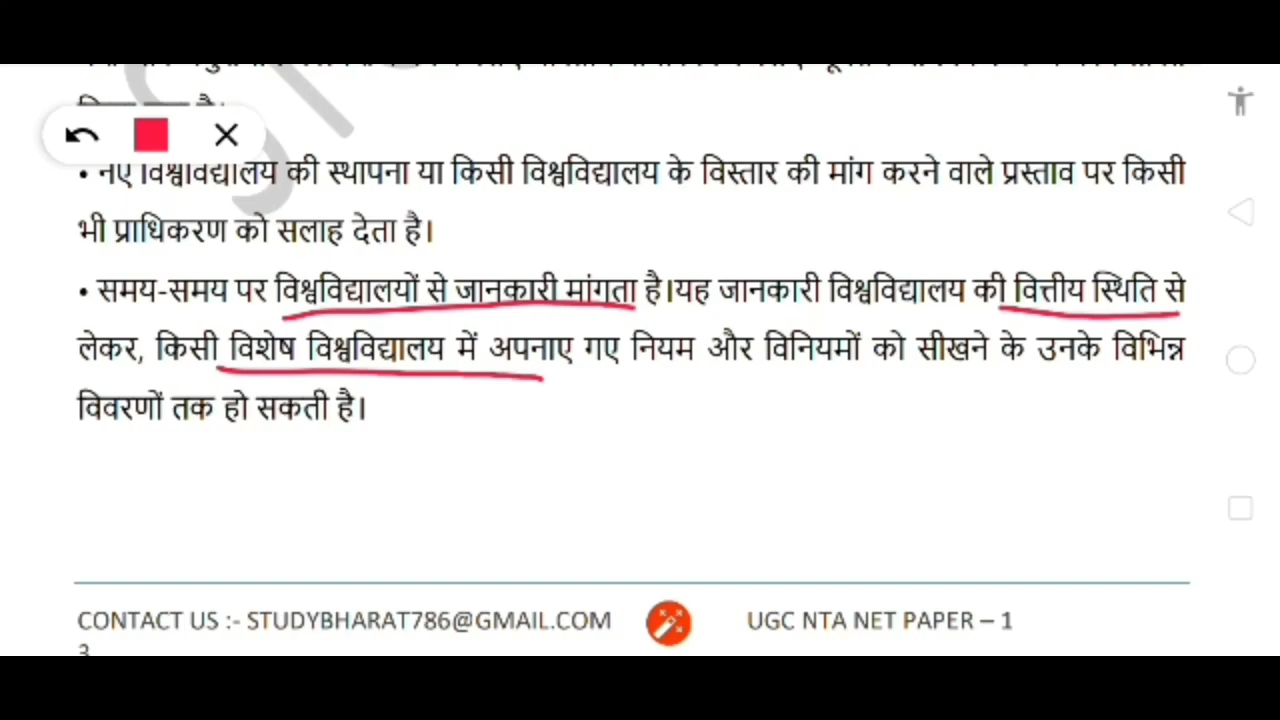 • नए विश्वविद्यालय की स्थापना या किसी विश्वविद्यालय के विस्तार की मांग करने वाले प्रस्ताव पर किसी
भी प्राधिकरण को सलाह देता है।
• समय-समय पर विश्वविद्यालयों से जानकारी मांगता है।यह जानकारी विश्वविद्यालय की वित्तीय स्थिति से
लेकर, किसी विशेष विश्वविद्यालय में अपनाए गए नियम और विनियमों को सीखने के उनके विभिन्न
विवरणों तक हो सकती है।
CONTACT US :- STUDYBHARAT786@GMAIL.COM UGC NTA NET PAPER – 1
3